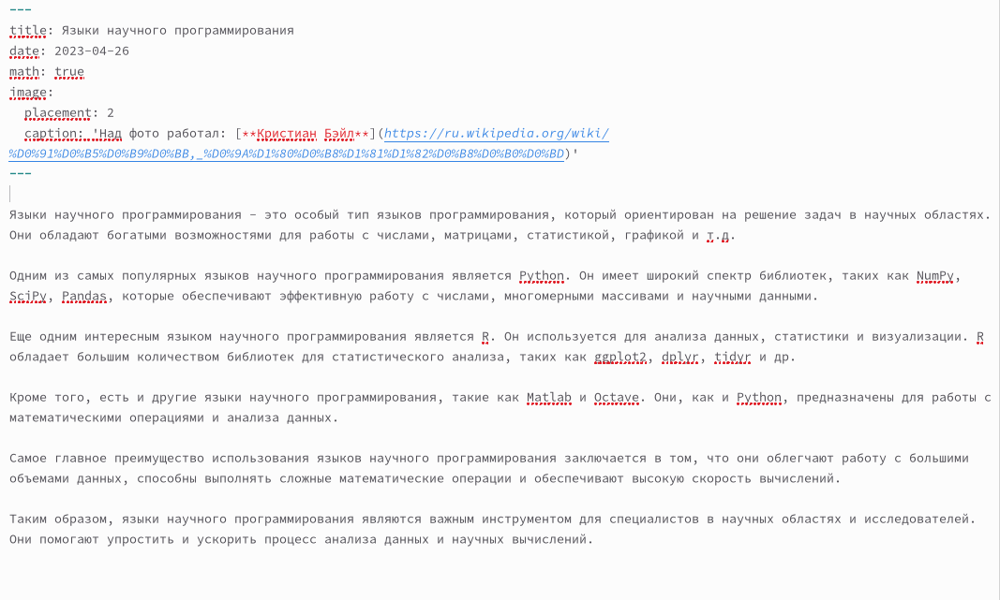 ---
title: Языки научного программирования
date: 2023-04-26
math: true
image:
  placement: 2
  caption: 'Над фото работал: [**Кристиан Бэйл**](https://ru.wikipedia.org/wiki/
%D0%91%D0%B5%D0%B9%D0%BB,_%D0%9A%D1%80%D0%B8%D1%81%D1%82%D0%B8%D0%B0%D0%BD)'
---
Языки научного программирования – это особый тип языков программирования, который ориентирован на решение задач в научных областях.
Они обладают богатыми возможностями для работы с числами, матрицами, статистикой, графикой и т.д.
Одним из самых популярных языков научного программирования является Python. Он имеет широкий спектр библиотек, таких как NumPy,
SciPy, Pandas, которые обеспечивают эффективную работу с числами, многомерными массивами и научными данными.
Еще одним интересным языком научного программирования является R. Он используется для анализа данных, статистики и визуализации. R
обладает большим количеством библиотек для статистического анализа, таких как ggplot2, dplyr, tidyr и др.
Кроме того, есть и другие языки научного программирования, такие как Matlab и Octave. Они, как и Python, предназначены для работы с
математическими операциями и анализа данных.
Самое главное преимущество использования языков научного программирования заключается в том, что они облегчают работу с большими
объемами данных, способны выполнять сложные математические операции и обеспечивают высокую скорость вычислений.
Таким образом, языки научного программирования являются важным инструментом для специалистов в научных областях и исследователей.
Они помогают упростить и ускорить процесс анализа данных и научных вычислений.